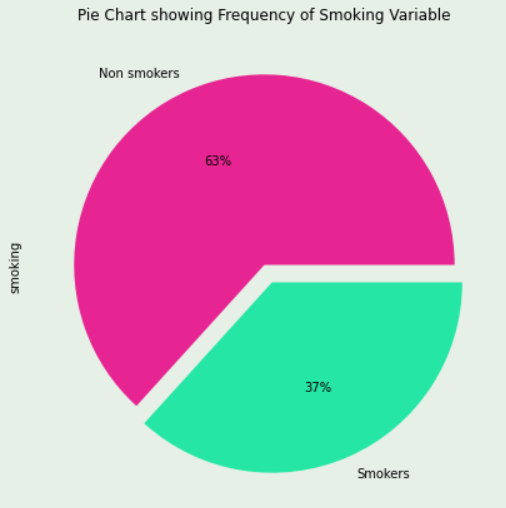 Pie Chart showing Frequency of Smoking Variable
Non smokers
63%
smoking
37%
Smokers